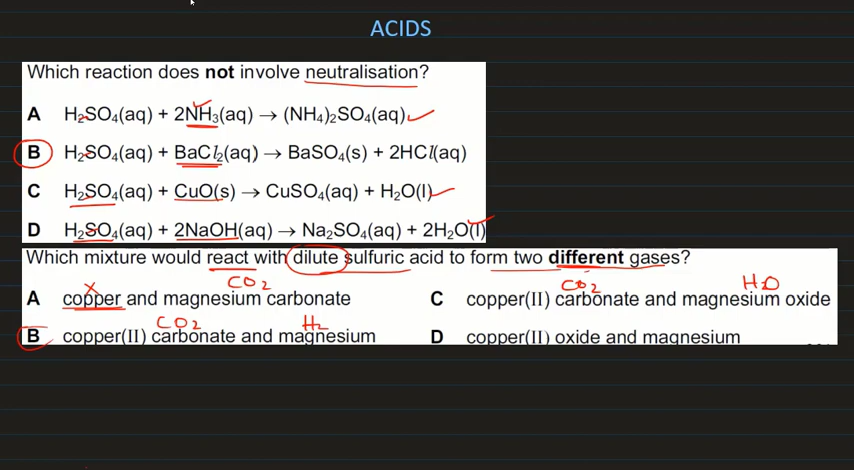 ACIDS
Which reaction does not involve neutralisation?
A H₂SO₄(aq) + 2NH₃(aq) → (NH₄)₂SO₄(aq)
B H₂SO₄(aq) + BaCl₂(aq) → BaSO₄(s) + 2HCl(aq)
C H₂SO₄(aq) + CuO(s) → CuSO₄(aq) + H₂O(l)
D H₂SO₄(aq) + 2NaOH(aq) → Na₂SO₄(aq) + 2H₂O(l)
Which mixture would react with dilute sulfuric acid to form two different gases?
X CO₂ CO₂ H₂O
A copper and magnesium carbonate C copper(II) carbonate and magnesium oxide
CO₂ H₂
B copper(II) carbonate and magnesium D copper(II) oxide and magnesium